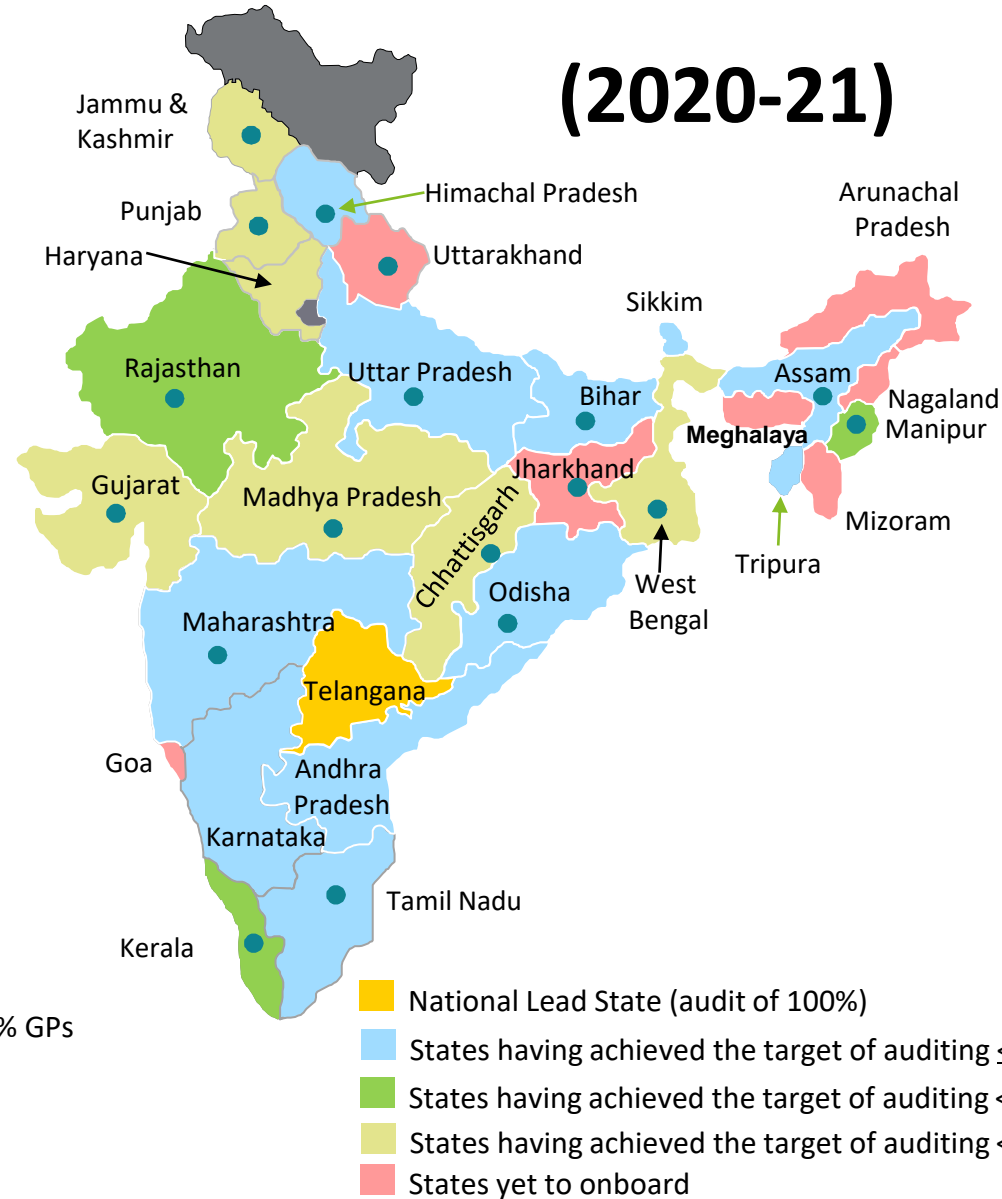 (2020-21)
Jammu &
Kashmir
Himachal Pradesh
Arunachal
Pradesh
Punjab
Haryana
Uttarakhand
Sikkim
Rajasthan
Uttar Pradesh
Assam
Bihar
Nagaland
Meghalaya
Manipur
Jharkhand
Gujarat
Madhya Pradesh
Mizoram
Chhattisgarh
Tripura
Odisha
West
Bengal
Maharashtra
Telangana
Goa
Andhra
Pradesh
Karnataka
Tamil Nadu
Kerala
% GPs
National Lead State (audit of 100%)
States having achieved the target of auditing <
States having achieved the target of auditing <
States having achieved the target of auditing <
States yet to onboard